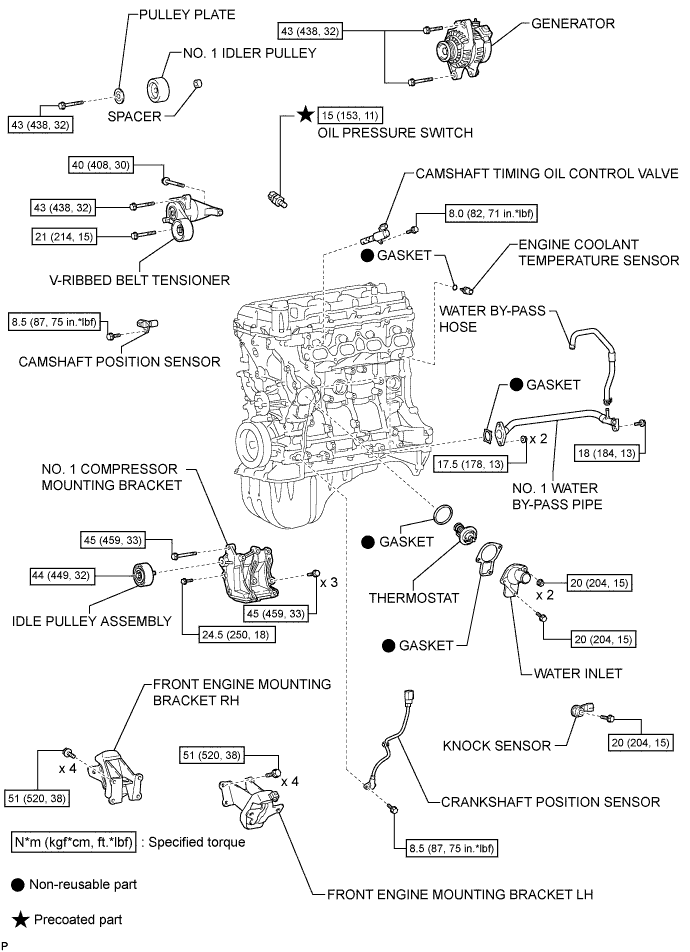 PULLEY PLATE
43 (438, 32)
GENERATOR
NO. 1 IDLER PULLEY
SPACER
43 (438, 32)
15 (153, 11)
OIL PRESSURE SWITCH
40 (408, 30)
CAMSHAFT TIMING OIL CONTROL VALVE
43 (438, 32)
8.0 (82, 71 in.*lbf)
21 (214, 15)
GASKET
ENGINE COOLANT
TEMPERATURE SENSOR
V-RIBBED BELT TENSIONER
WATER BY-PASS
HOSE
8.5 (87, 75 in.*lbf)
CAMSHAFT POSITION SENSOR
GASKET
x 2
18 (184, 13)
17.5 (178, 13)
NO. 1 COMPRESSOR
MOUNTING BRACKET
NO. 1 WATER
BY-PASS PIPE
45 (459, 33)
GASKET
44 (449, 32)
x 3
20 (204, 15)
x 2
THERMOSTAT
45 (459, 33)
IDLE PULLEY ASSEMBLY
24.5 (250, 18)
20 (204, 15)
GASKET
WATER INLET
FRONT ENGINE MOUNTING
BRACKET RH
KNOCK SENSOR
20 (204, 15)
51 (520, 38)
x 4
x 4
51 (520, 38)
CRANKSHAFT POSITION SENSOR
N*m (kgf*cm, ft.*lbf) : Specified torque
8.5 (87, 75 in.*lbf)
Non-reusable part
FRONT ENGINE MOUNTING BRACKET LH
Precoated part
P